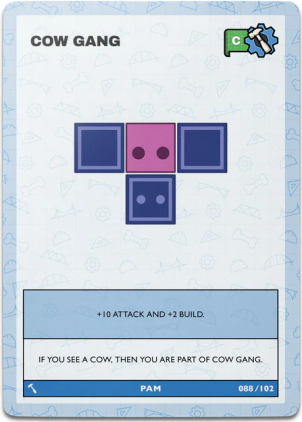 COW GANG
C
+10 ATTACK AND +2 BUILD.
IF YOU SEE A COW, THEN YOU ARE PART OF COW GANG.
PAM
088/102